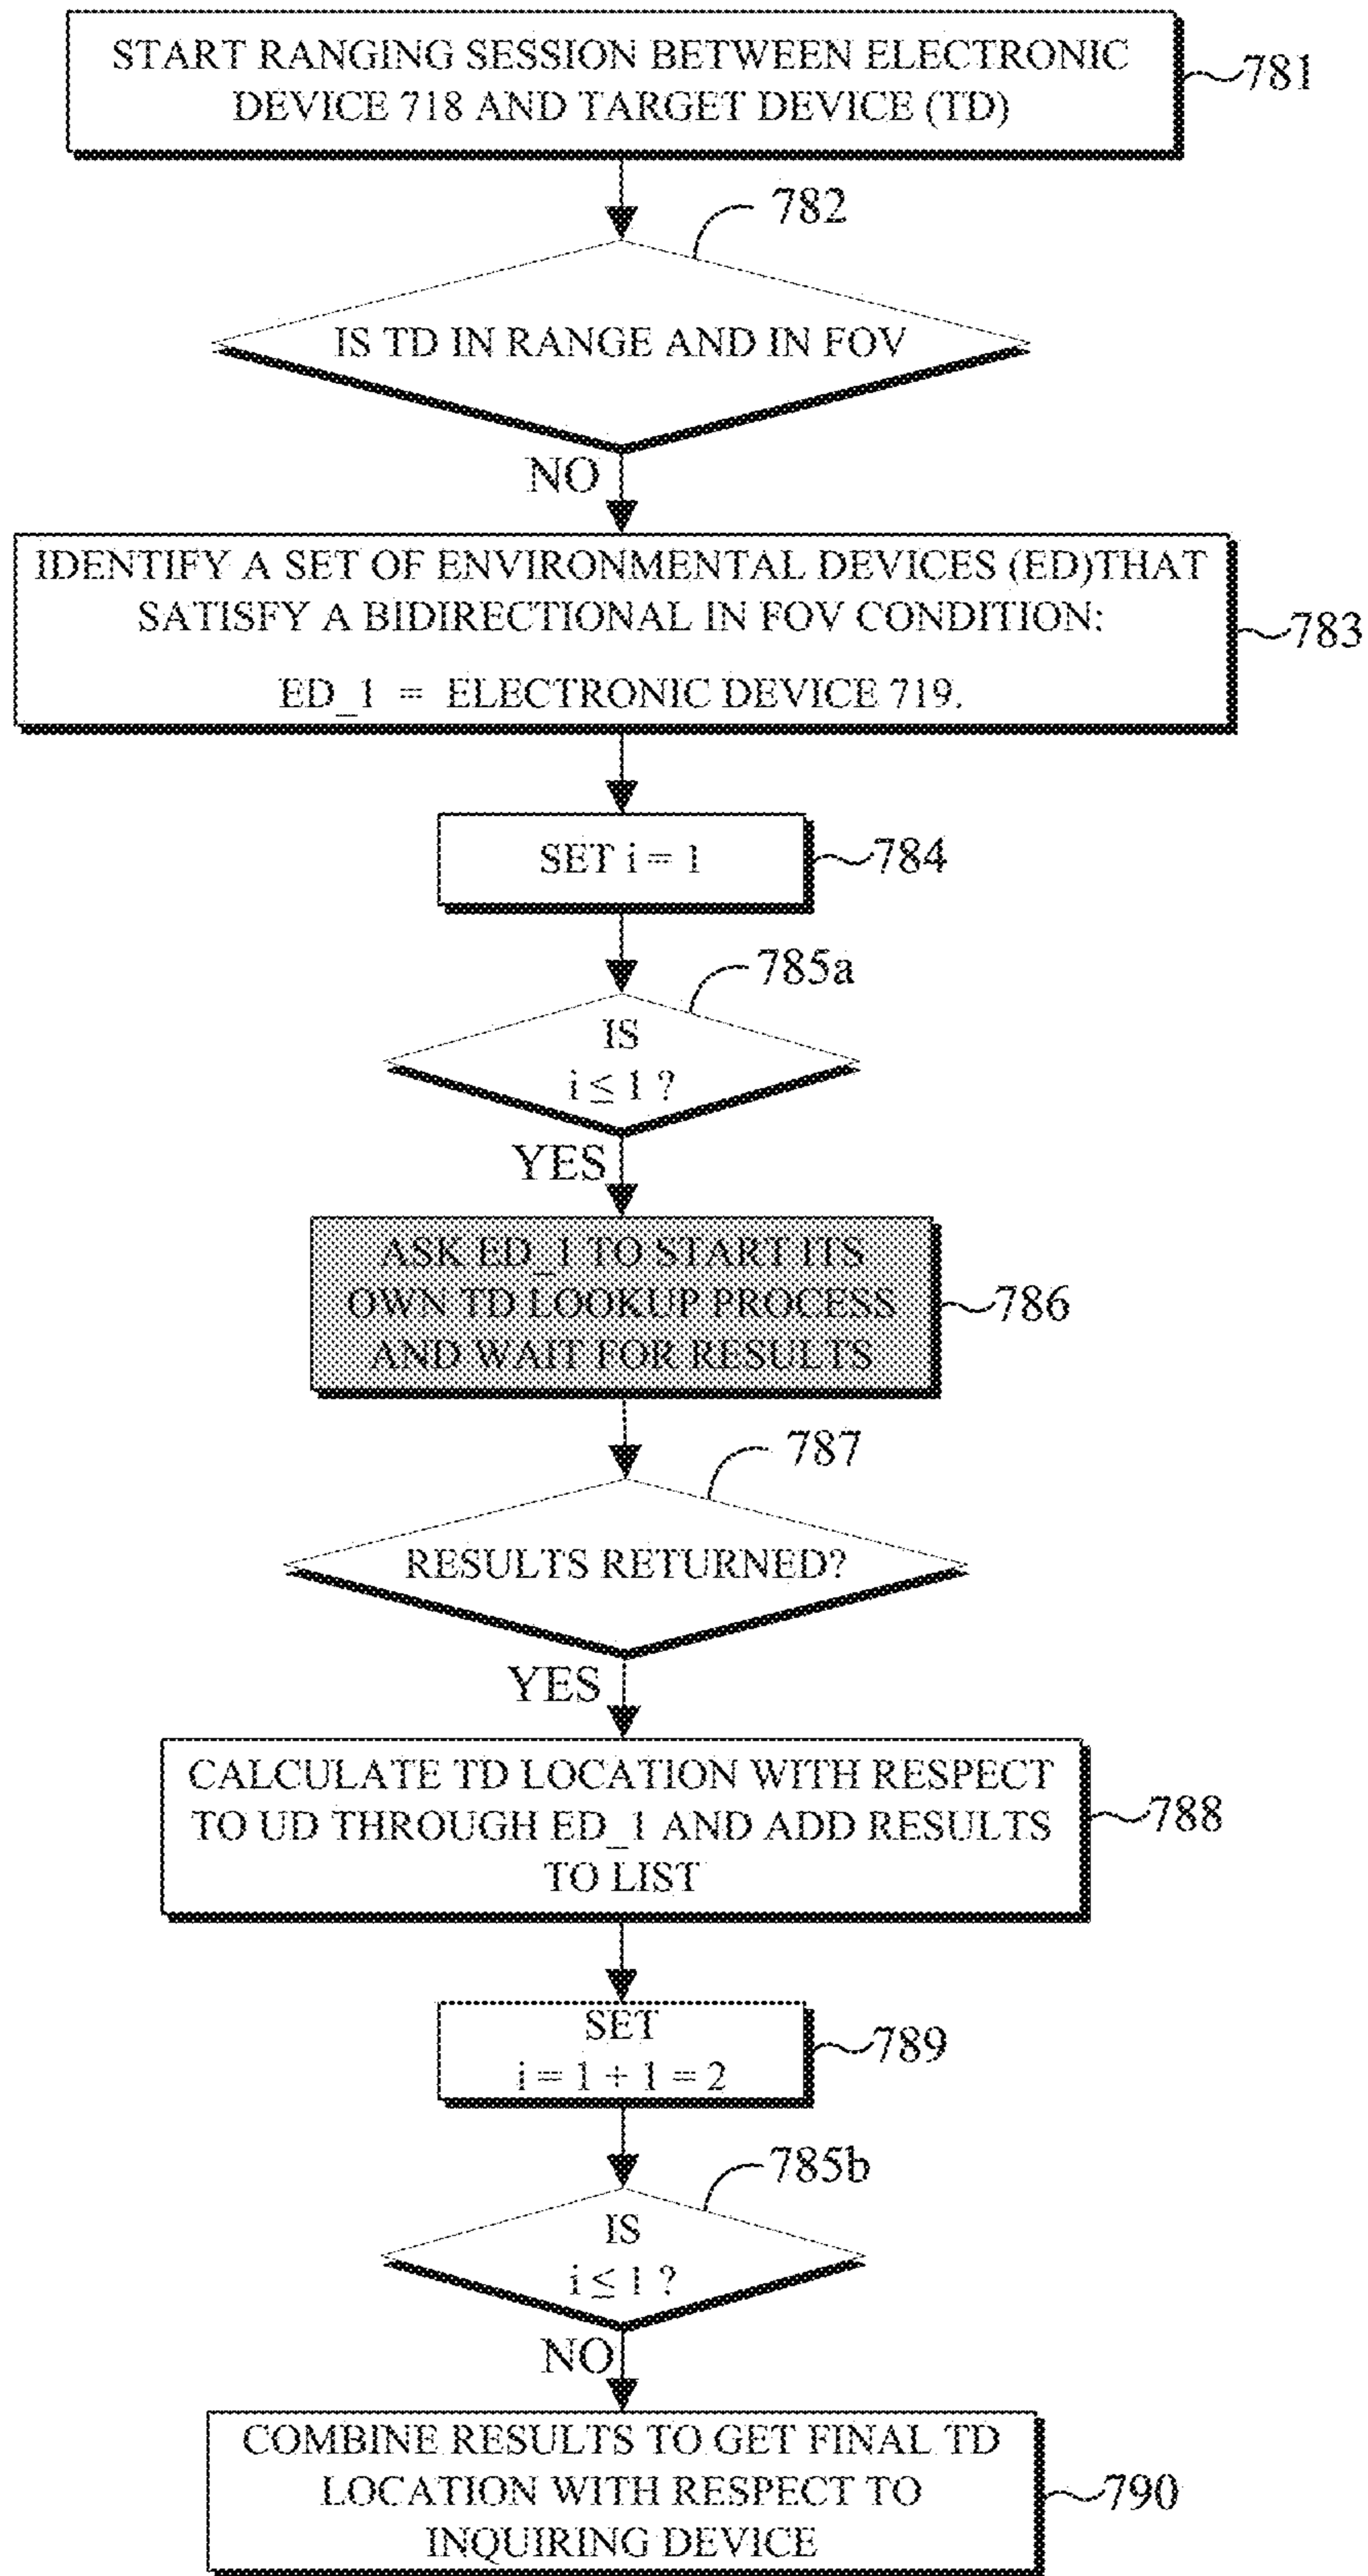 START RANGING SESSION BETWEEN ELECTRONIC
DEVICE 718 AND TARGET DEVICE (TD)
781
782
IS TD IN RANGE AND IN FOV
NO
IDENTIFY A SET OF ENVIRONMENTAL DEVICES (ED)THAT
SATISFY A BIDIRECTIONAL IN FOV CONDITION:
ED_1 = ELECTRONIC DEVICE 719.
783
SET i = 1
784
785a
IS
i ≤ 1 ?
YES
ASK ED_1 TO START ITS
OWN TD LOOKUP PROCESS
AND WAIT FOR RESULTS
786
787
RESULTS RETURNED?
YES
CALCULATE TD LOCATION WITH RESPECT
TO UD THROUGH ED_1 AND ADD RESULTS
TO LIST
788
SET
i = 1 + 1 = 2
789
785b
IS
i ≤ 1 ?
NO
COMBINE RESULTS TO GET FINAL TD
LOCATION WITH RESPECT TO
INQUIRING DEVICE
790